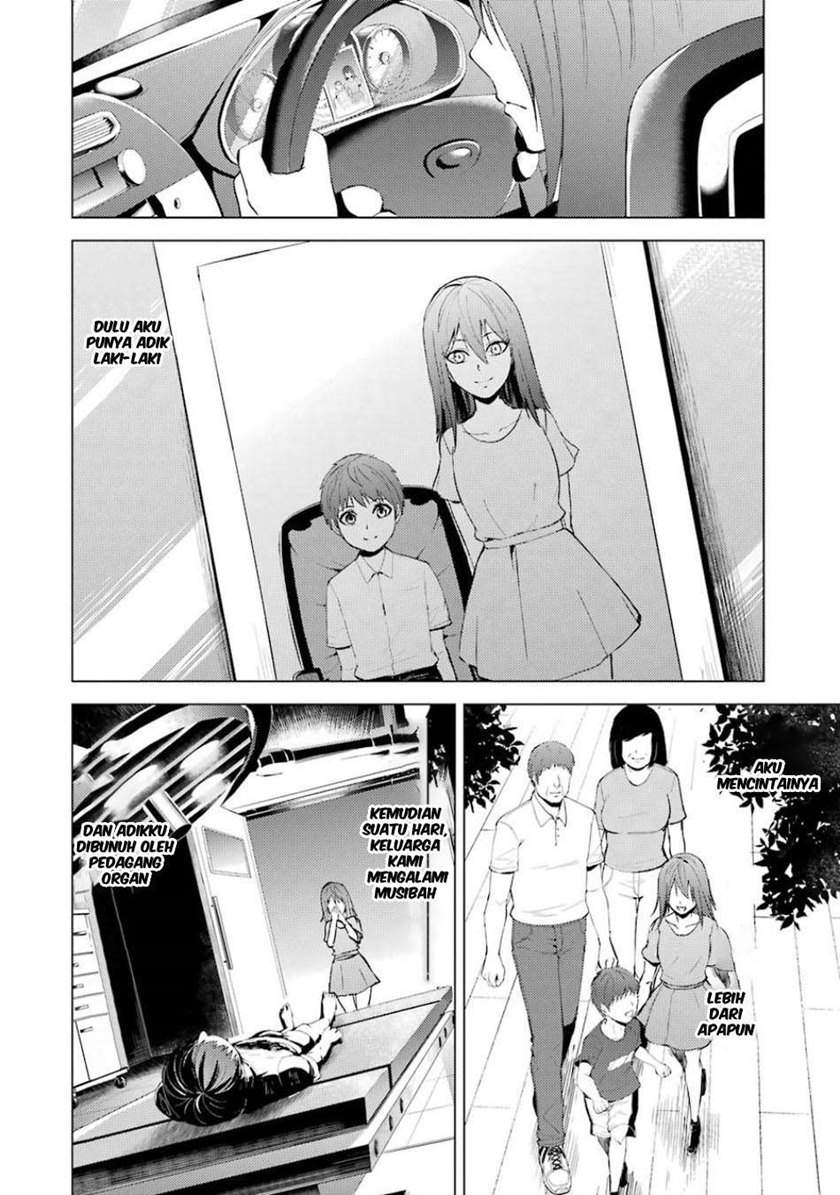 DULU AKU
PUNYA ADIK
LAKI-LAKI
AKU
MENCINTAINYA
LEBIH
DARI
APAPUN
KEMUDIAN
SUATU HARI,
KELUARGA
KAMI
MENGALAMI
MUSIBAH
DAN ADIKKU
DIBUNUH OLEH
PEDAGANG
ORGAN